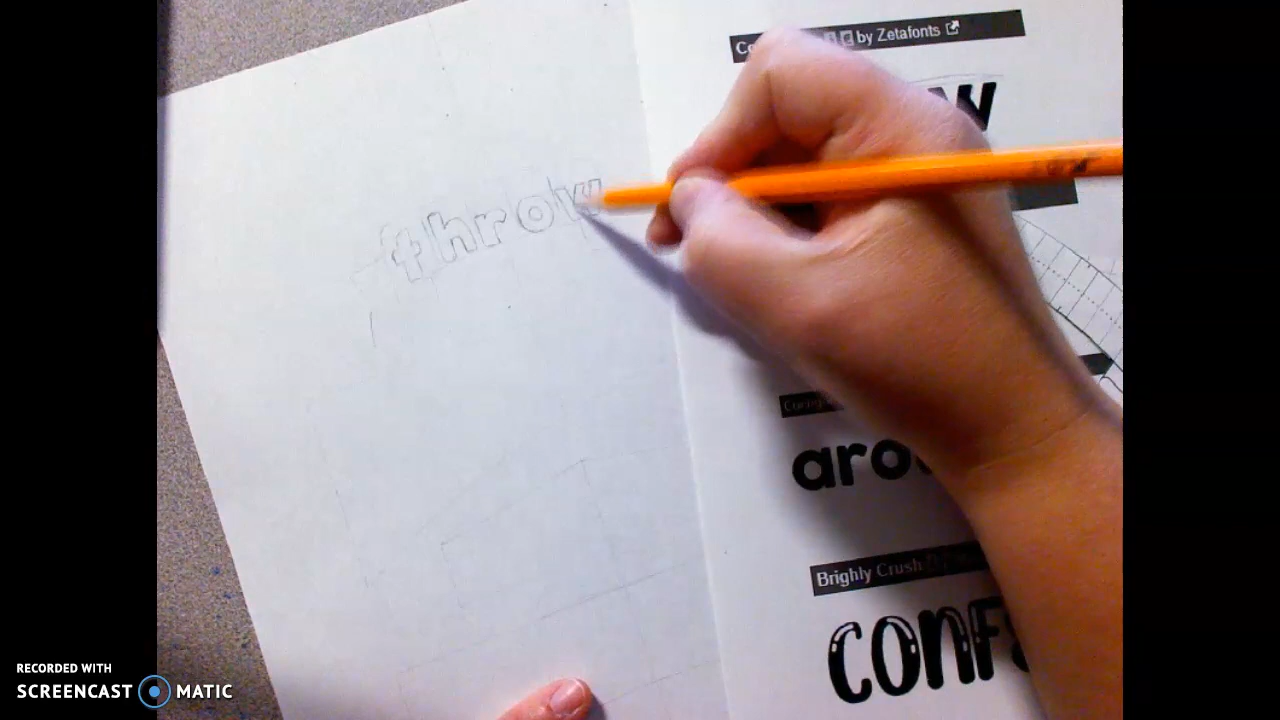 throw
by Zetafonts
w
aro
Brighly Crush
CONF
RECORDED WITH
SCREENCAST MATIC